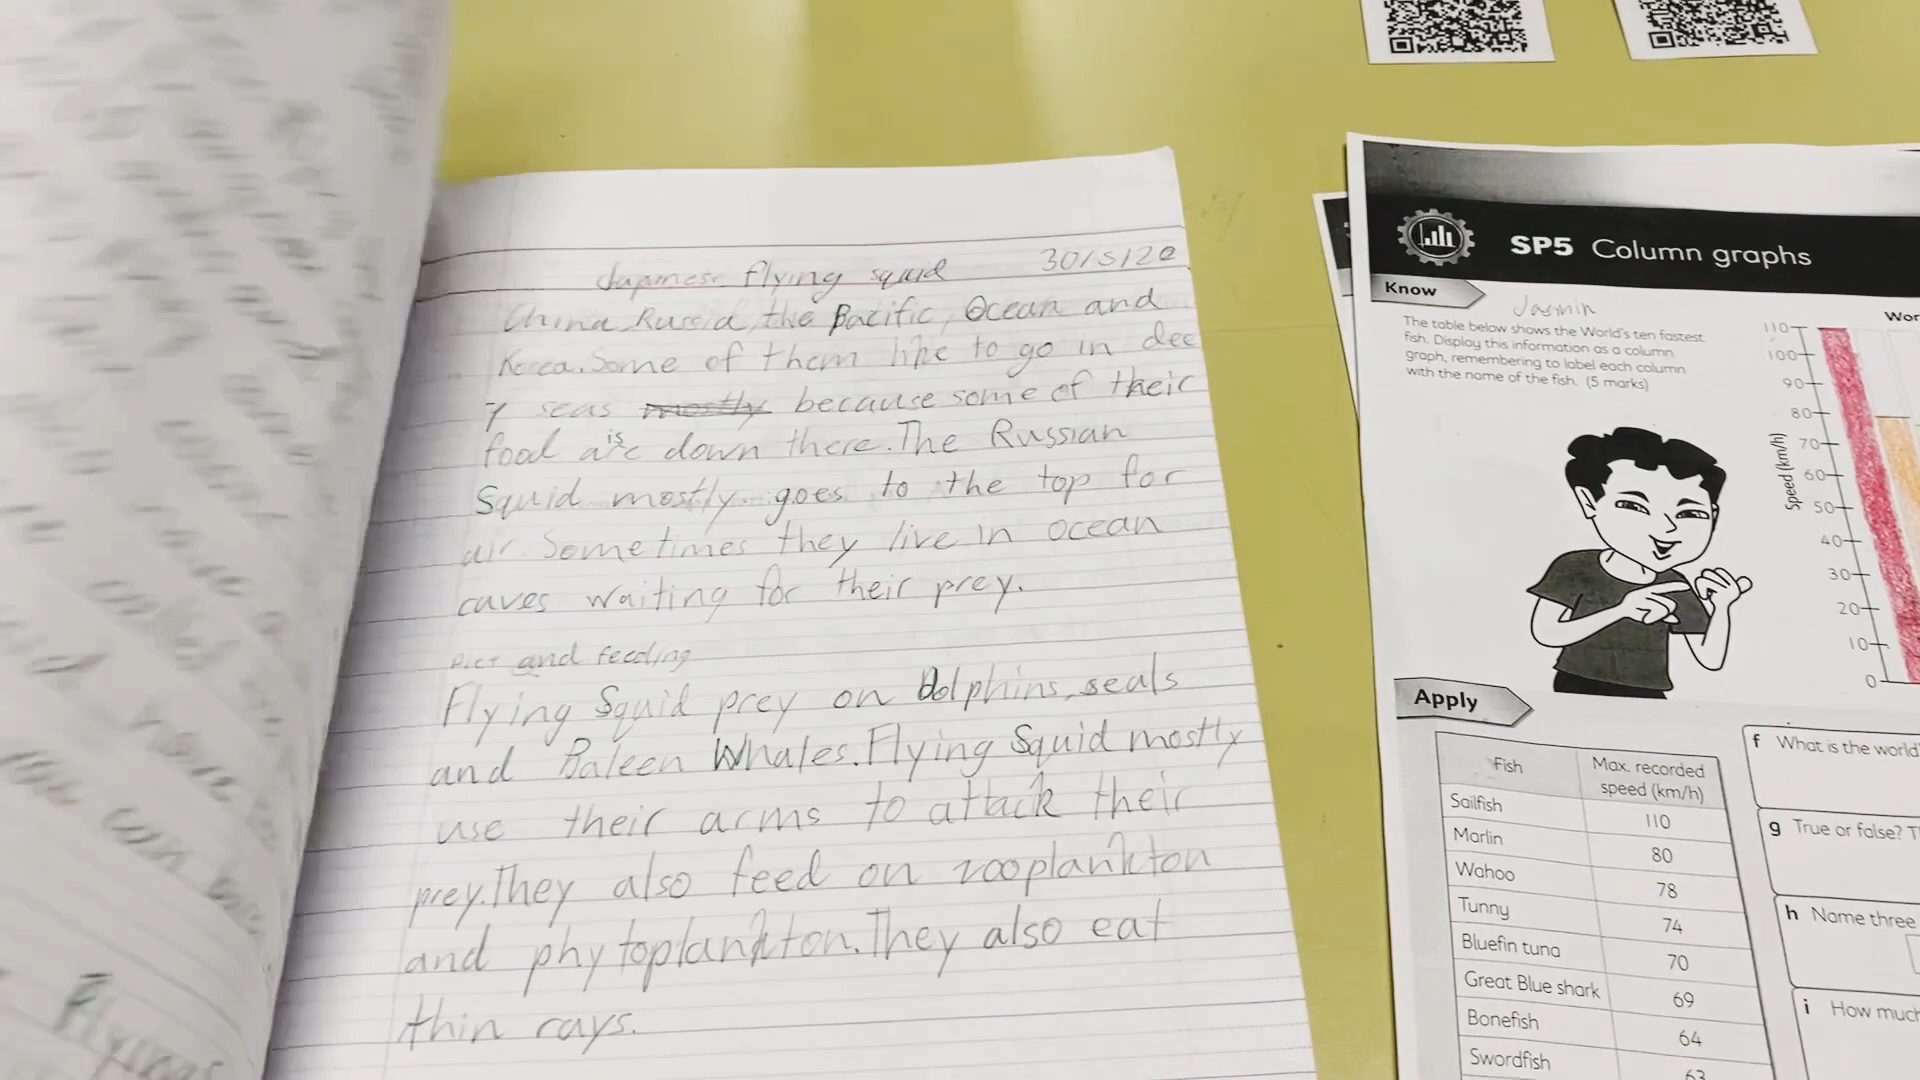 Japinese flying squid 30/5/20
China, Russia, the Pacific, Ocean and
Korea. Some of them like to go in dee
seas mostly because some of their
food is down there. The Russian
Squid mostly goes to the top for
air Sometimes they live in ocean
caves waiting for their prey.
Diet and feeding
Flying Squid prey on Dolphins, seals
and Baleen Whales. Flying Squid mostly
use their arms to attack their
prey. They also feed on zooplankton
and phytoplankton. They also eat
thin rays.
SP5 Column graphs
Know
Jasmin
The table below shows the World's ten fastest
fish. Display this information as a column
graph, remembering to label each column
with the name of the fish. (5 marks)
Wor
Speed (km/h)
110
100
90
80
70
60
50
40
30
20
10
0
Apply
Fish Max. recorded speed (km/h)
Sailfish 110
Marlin 80
Wahoo 78
Tunny 74
Bluefin tuna 70
Great Blue shark 69
Bonefish 64
Swordfish 63
f What is the world
g True or false? T
h Name three
i How much